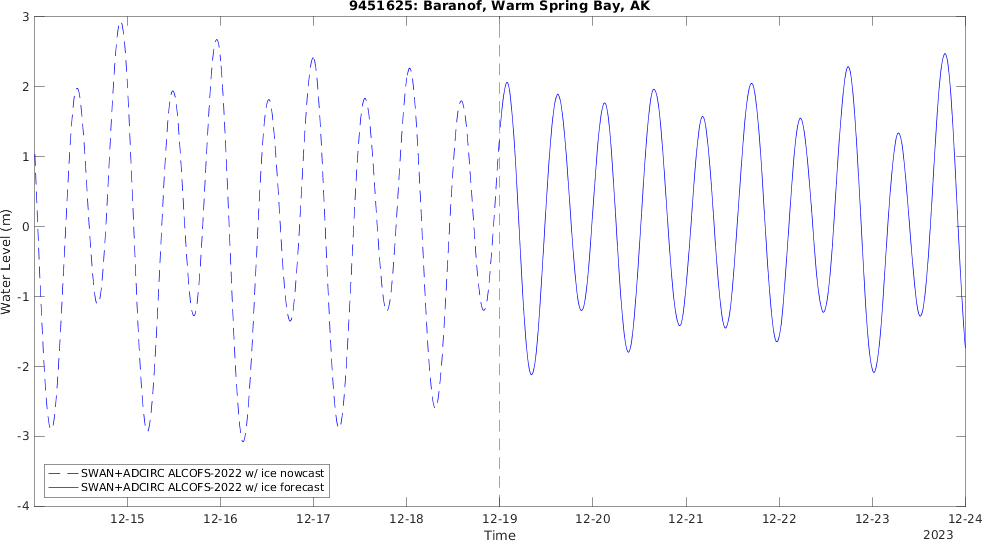 9451625: Baranof, Warm Spring Bay, AK
3
2
1
0
-1
-2
-3
-4
Water Level (m)
SWAN+ADCIRC ALCOFS-2022 w/ ice nowcast
SWAN+ADCIRC ALCOFS-2022 w/ ice forecast
12-15 12-16 12-17 12-18 12-19 12-20 12-21 12-22 12-23 12-24
Time
2023